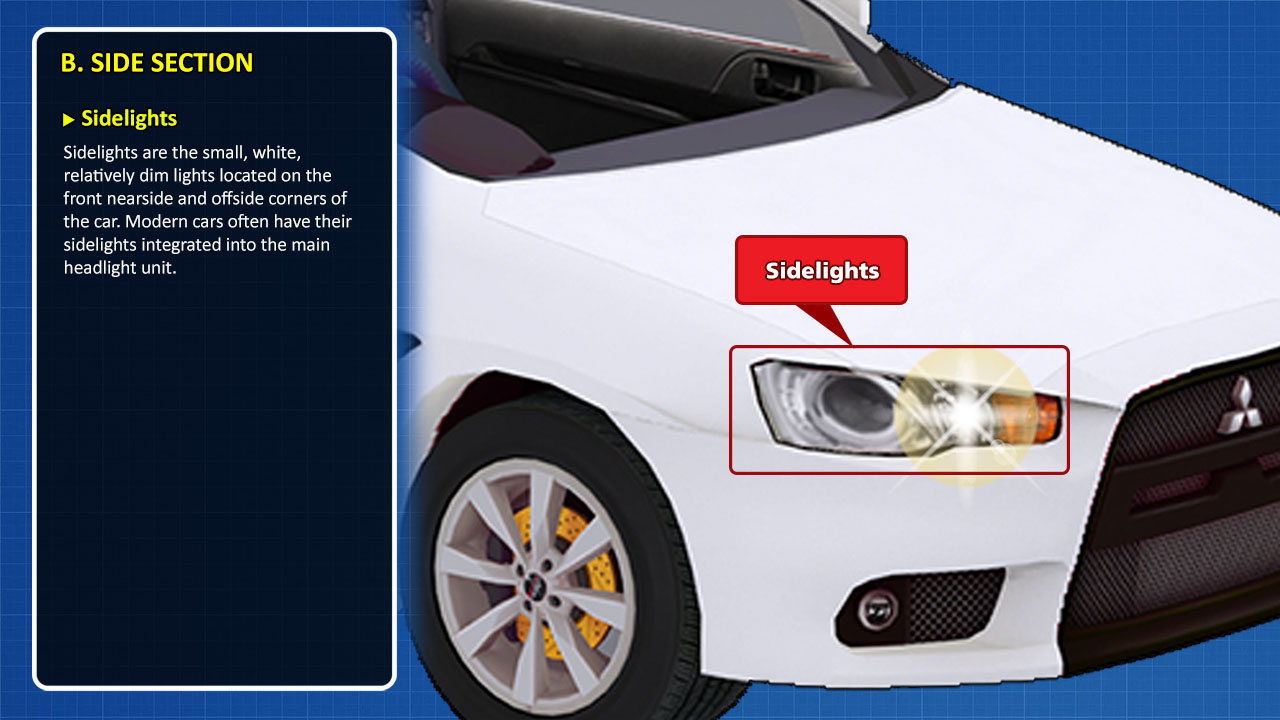 B. SIDE SECTION
► Sidelights
Sidelights are the small, white,
relatively dim lights located on the
front nearside and offside corners of
the car. Modern cars often have their
sidelights integrated into the main
headlight unit.
Sidelights